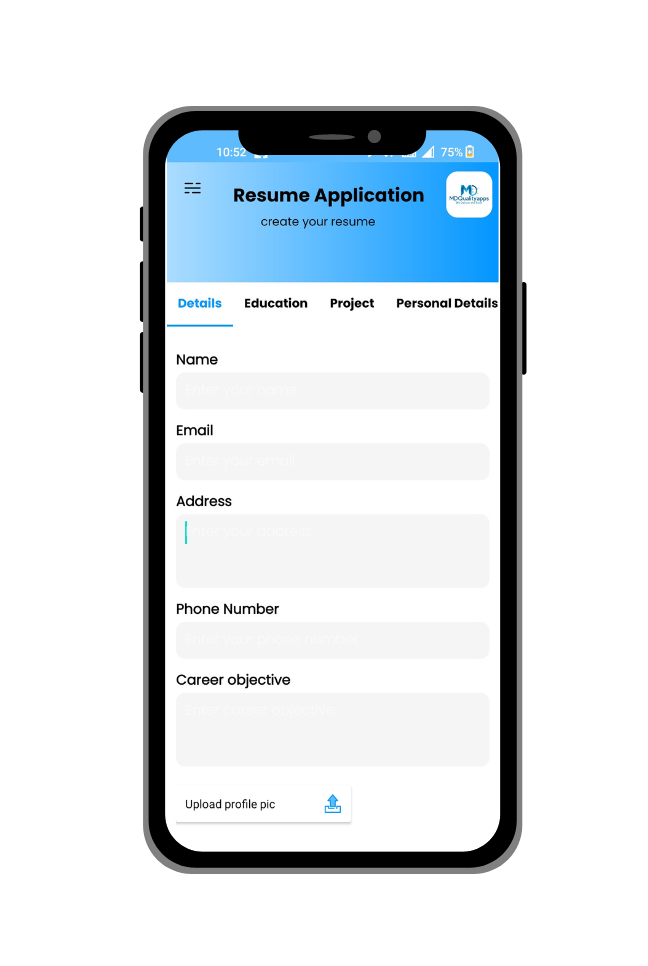 10:52
75%
Resume Application
create your resume
MD
MDQualityapps
Details Education Project Personal Details
Name
Enter your name
Email
Enter your email
Address
Enter your address
Phone Number
Enter your phone number
Career objective
Enter career objective
Upload profile pic